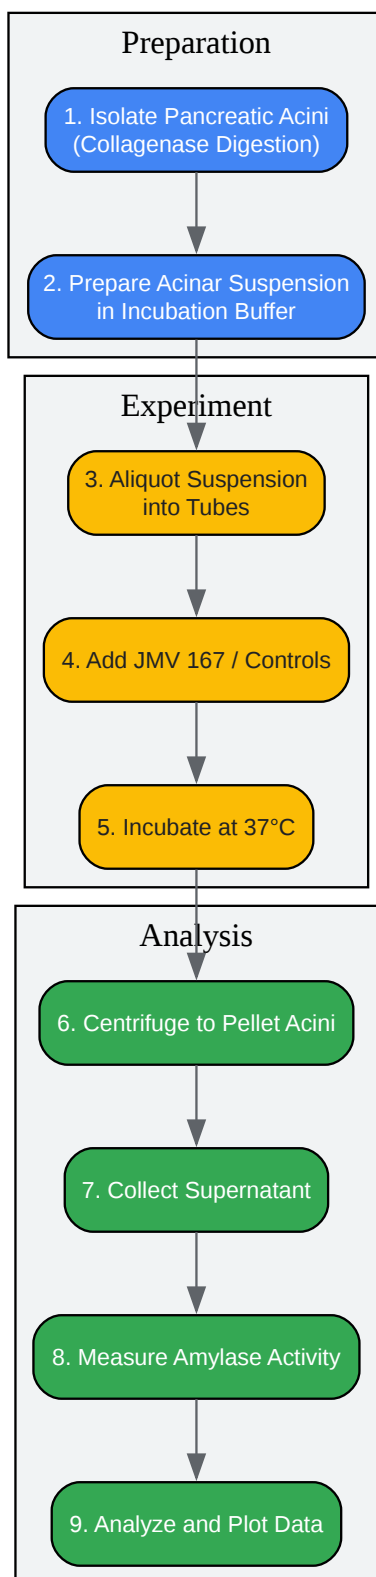 Preparation
1. Isolate Pancreatic Acini
(Collagenase Digestion)
2. Prepare Acinar Suspension
in Incubation Buffer
Experiment
3. Aliquot Suspension
into Tubes
4. Add JMV 167 / Controls
5. Incubate at 37°C
Analysis
6. Centrifuge to Pellet Acini
7. Collect Supernatant
8. Measure Amylase Activity
9. Analyze and Plot Data